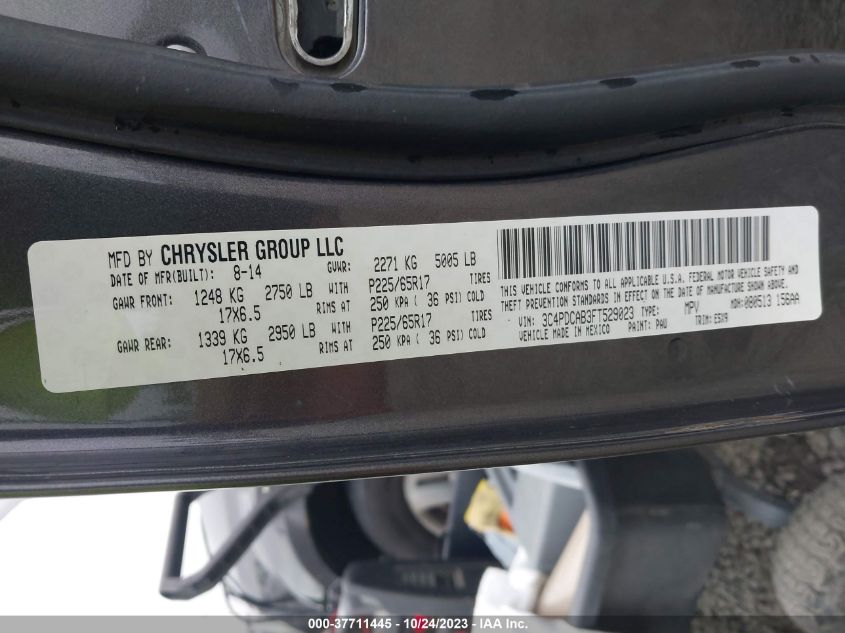 MFD BY CHRYSLER GROUP LLC
DATE OF MFR(BUILT): 8-14 GVWR: 2271 KG 5005 LB
GAWR FRONT: 1248 KG 2750 LB WITH P225/65R17 TIRES
17X6.5 RIMS AT 250 KPA ( 36 PSI) COLD
GAWR REAR: 1339 KG 2950 LB WITH P225/65R17 TIRES
17X6.5 RIMS AT 250 KPA ( 36 PSI) COLD
THIS VEHICLE CONFORMS TO ALL APPLICABLE U.S.A. FEDERAL MOTOR VEHICLE SAFETY AND
THEFT PREVENTION STANDARDS IN EFFECT ON THE DATE OF MANUFACTURE SHOWN ABOVE.
VIN: 3C4PDCAB3FT529023 TYPE: MPV MDH: 080513 156AA
VEHICLE MADE IN MEXICO PAINT: PAU TRIM: E5X9
000-37711445 - 10/24/2023 - IAA Inc.